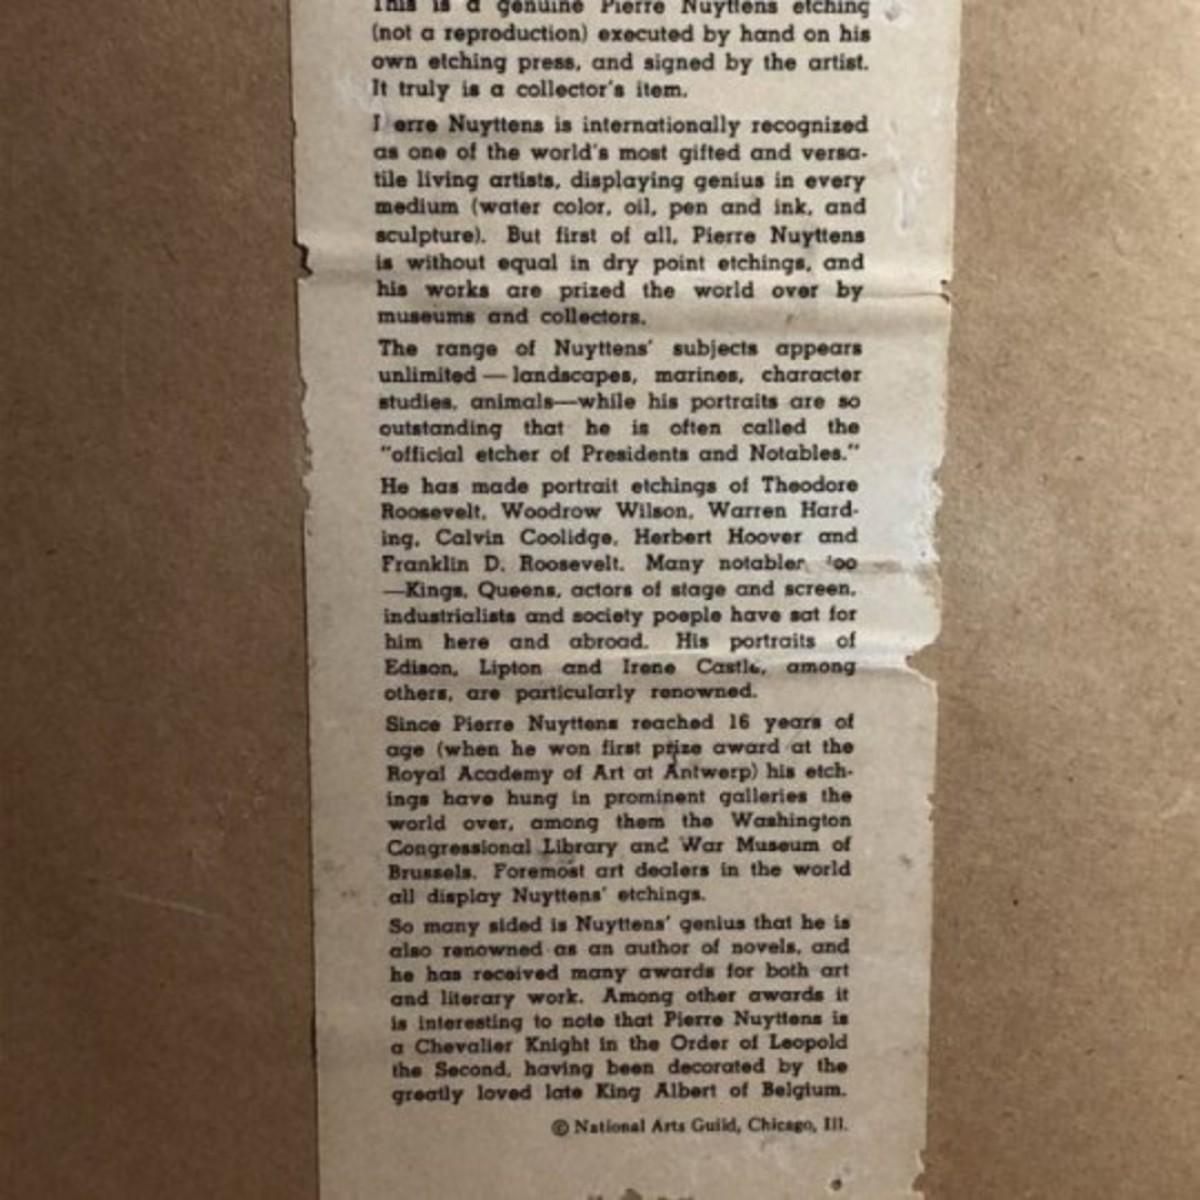 This is a genuine Pierre Nuyttens etching
(not a reproduction) executed by hand on his
own etching press, and signed by the artist.
It truly is a collector's item.
I erre Nuyttens is internationally recognized
as one of the world's most gifted and versa-
tile living artists, displaying genius in every
medium (water color, oil, pen and ink, and
sculpture). But first of all, Pierre Nuyttens
is without equal in dry point etchings, and
his works are prized the world over by
museums and collectors.
The range of Nuyttens' subjects appears
unlimited — landscapes, marines, character
studies, animals—while his portraits are so
outstanding that he is often called the
"official etcher of Presidents and Notables."
He has made portrait etchings of Theodore
Roosevelt, Woodrow Wilson, Warren Hard-
ing, Calvin Coolidge, Herbert Hoover and
Franklin D. Roosevelt. Many notables too
—Kings, Queens, actors of stage and screen,
industrialists and society poeple have sat for
him here and abroad. His portraits of
Edison, Lipton and Irene Castle, among
others, are particularly renowned.
Since Pierre Nuyttens reached 16 years of
age (when he won first prize award at the
Royal Academy of Art at Antwerp) his etch-
ings have hung in prominent galleries the
world over, among them the Washington
Congressional Library and War Museum of
Brussels. Foremost art dealers in the world
all display Nuyttens' etchings.
So many sided is Nuyttens' genius that he is
also renowned as an author of novels, and
he has received many awards for both art
and literary work. Among other awards it
is interesting to note that Pierre Nuyttens is
a Chevalier Knight in the Order of Leopold
the Second, having been decorated by the
greatly loved late King Albert of Belgium.
© National Arts Guild, Chicago, Ill.